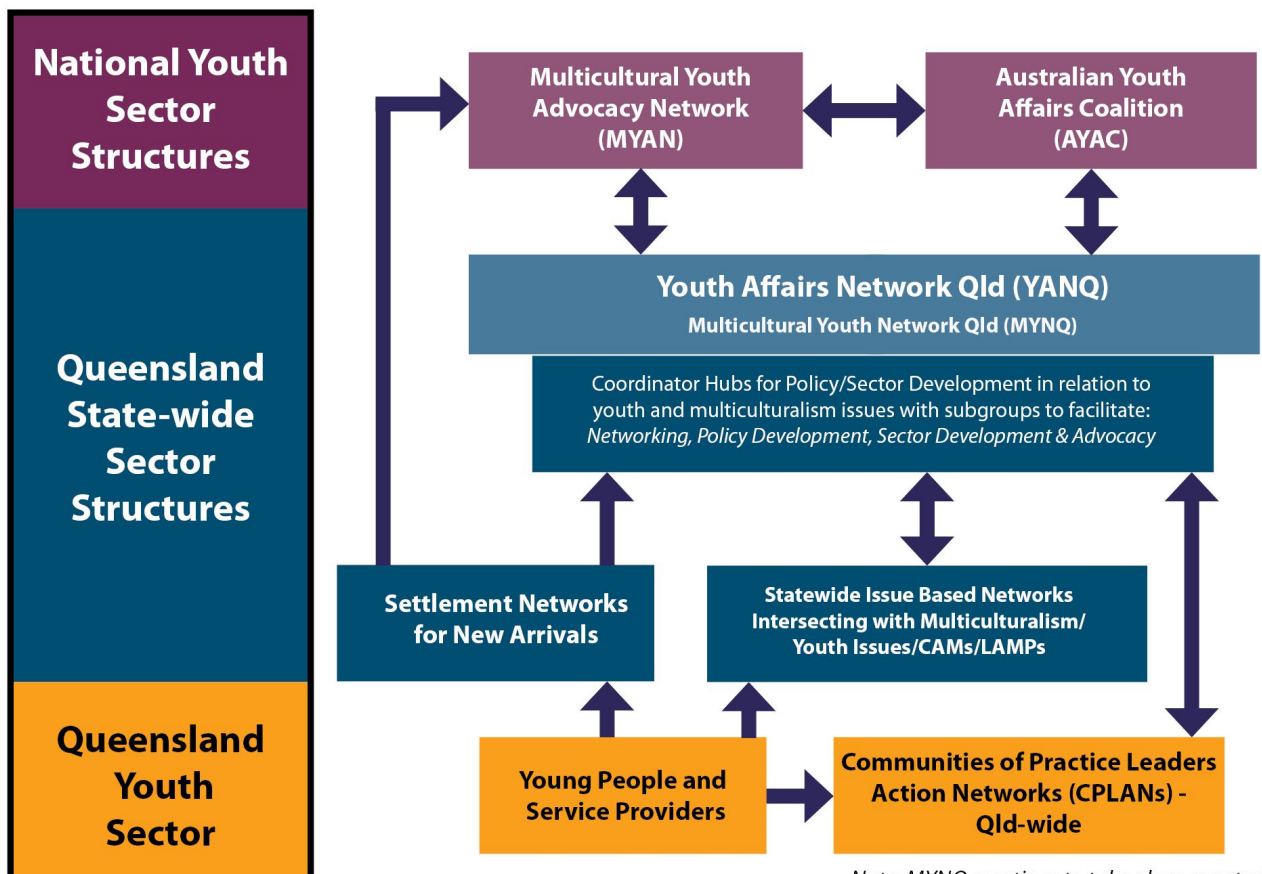 National Youth
Sector
Structures
Multicultural Youth
Advocacy Network
(MYAN)
Australian Youth
Affairs Coalition
(AYAC)
Queensland
State-wide
Sector
Structures
Youth Affairs Network Qld (YANQ)
Multicultural Youth Network Qld (MYNQ)
Coordinator Hubs for Policy/Sector Development in relation to
youth and multiculturalism issues with subgroups to facilitate:
Networking, Policy Development, Sector Development & Advocacy
Settlement Networks
for New Arrivals
Statewide Issue Based Networks
Intersecting with Multiculturalism/
Youth Issues/CAMs/LAMPs
Queensland
Youth
Sector
Young People and
Service Providers
Communities of Practice Leaders
Action Networks (CPLANs) -
Qld-wide